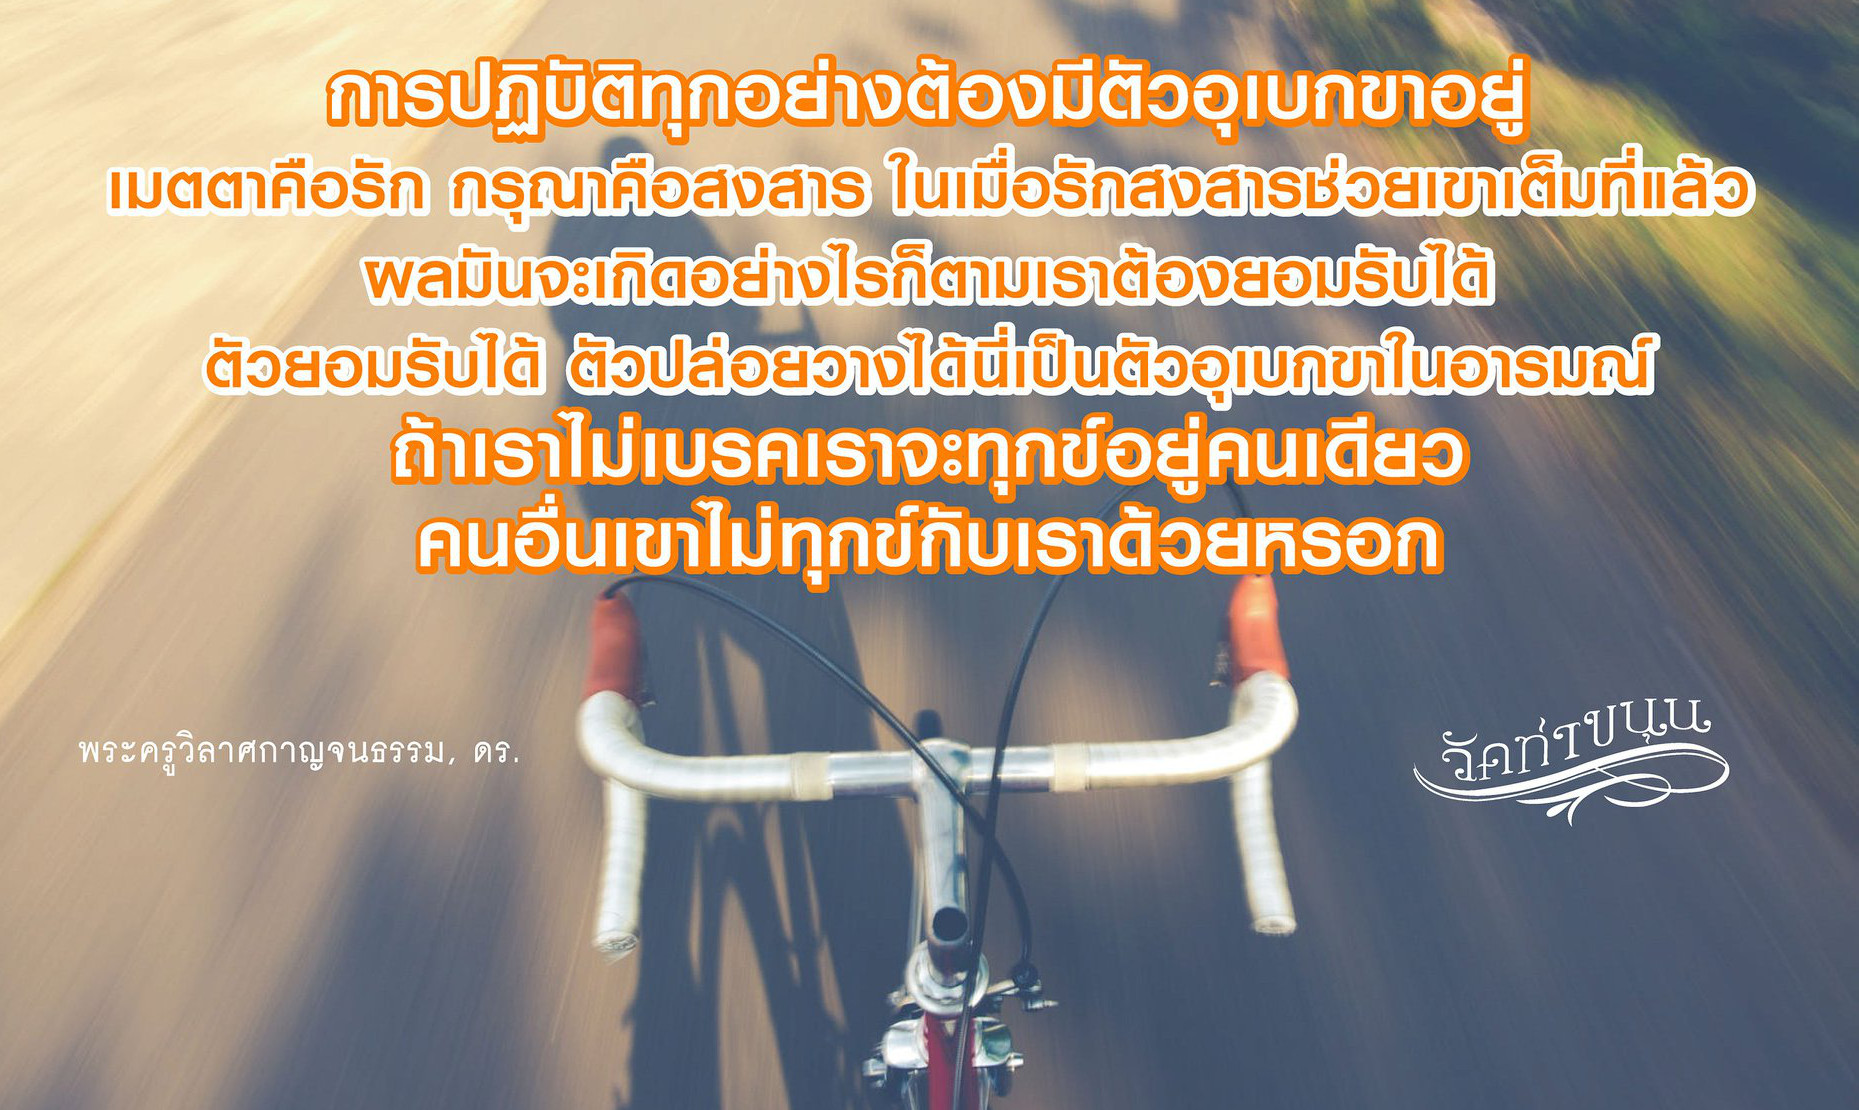 การปฏิบัติทุกอย่างต้องมีตัวอุเบกขาอยู่
เมตตาคือรัก กรุณาคือสงสาร ในเมื่อรักสงสารช่วยเขาเต็มที่แล้ว
ผลมันจะเกิดอย่างไรก็ตามเราต้องยอมรับได้
ตัวยอมรับได้ ตัวปล่อยวางได้นี่เป็นตัวอุเบกขาในอารมณ์
ถ้าเราไม่เบรคเราจะทุกข์อยู่คนเดียว
คนอื่นเขาไม่ทุกข์กับเราด้วยหรอก
พระครูวิลาศกาญจนธรรม, ดร.
วัดท่าขนุน